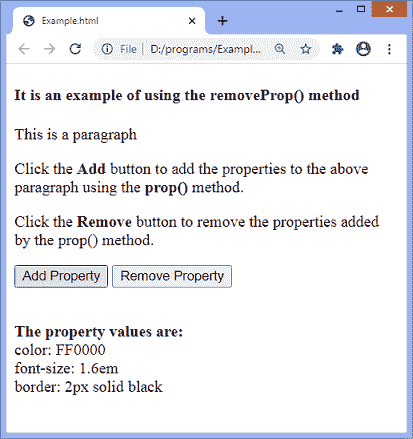 Example.html
File
D:/programs/Exampl...
It is an example of using the removeProp() method
This is a paragraph
Click the Add button to add the properties to the above
paragraph using the prop() method.
Click the Remove button to remove the properties added
by the prop() method.
Add Property
Remove Property
The property values are:
color: FF0000
font-size: 1.6em
border: 2px solid black